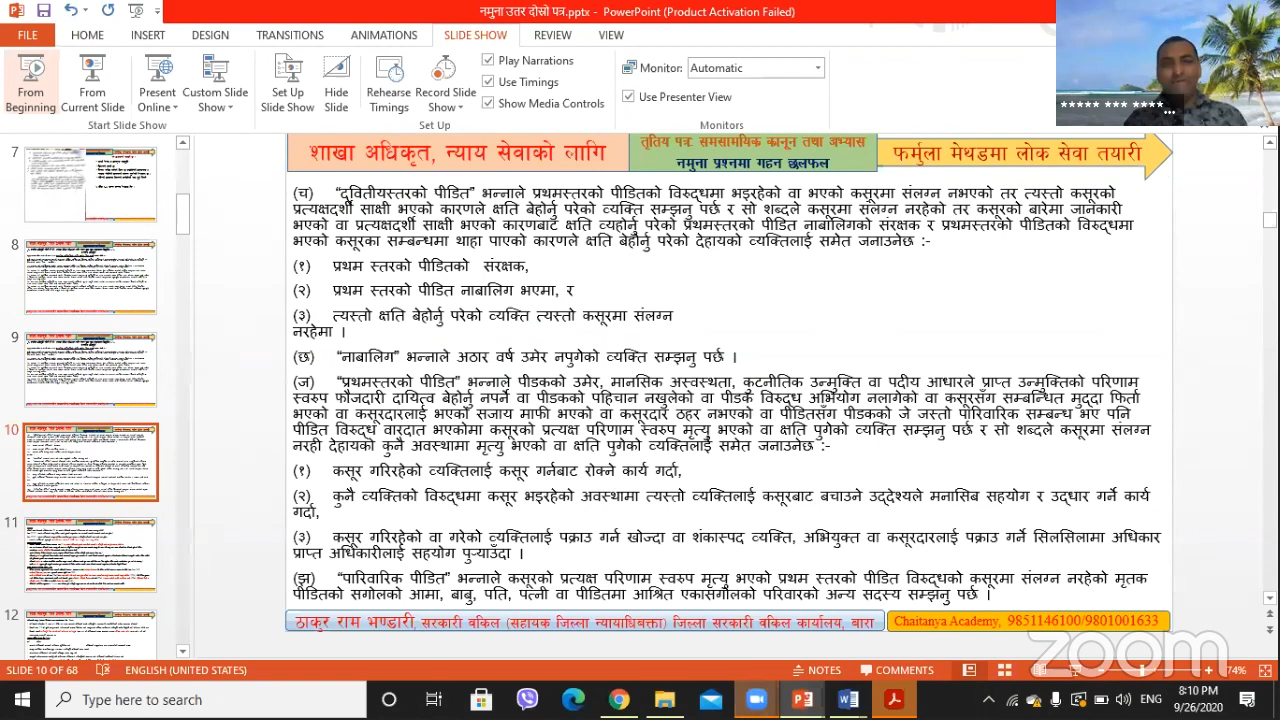 नमुना उतर दोस्रो पत्र.pptx - PowerPoint (Product Activation Failed)
FILE HOME INSERT DESIGN TRANSITIONS ANIMATIONS SLIDE SHOW REVIEW VIEW
From Beginning
From Current Slide
Present Online
Custom Slide Show
Set Up Slide Show
Hide Slide
Rehearse Timings
Record Slide Show
Play Narrations
Use Timings
Show Media Controls
Monitor: Automatic
Use Presenter View
Start Slide Show
Set Up
Monitors
***** *** **** ...
7
8
9
10
11
12
शाखा अधिकृत, न्याय सेवाको लागि
तृतिय पत्र: समसामयिक कानून तथा अभ्यास
नमुना प्रश्नमा गहन छलफल
फर्मुला मेथडमा लोक सेवा तयारी
(च) “द्वितीयस्तरको पीडित” भन्नाले प्रथमस्तरको पीडितको विरुद्धमा भइरहेको वा भएको कसूरमा संलग्न नभएको तर त्यस्तो कसूरको
प्रत्यक्षदर्शी साक्षी भएको कारणले क्षति बेहोर्नु परेको व्यक्ति सम्झनु पर्छ र सो शब्दले कसूरमा संलग्न नरहेको तर कसूरको बारेमा जानकारी
भएको वा प्रत्यक्षदर्शी साक्षी भएको कारणबाट क्षति व्यहोर्नु परेको प्रथमस्तरको पीडित नाबालिगको संरक्षक र प्रथमस्तरको पीडितको विरुद्धमा
भएको कसूरका सम्बन्धमा थाहा पाएको कारणले क्षति बेहोर्नु परेको देहायको व्यक्तिलाई समेत जनाउनेछ :-
(१) प्रथम स्तरको पीडितको संरक्षक,
(२) प्रथम स्तरको पीडित नाबालिग भएमा, र
(३) त्यस्तो क्षति बेहोर्नु परेको व्यक्ति त्यस्तो कसूरमा संलग्न
नरहेमा ।
(छ) “नाबालिग” भन्नाले अठार वर्ष उमेर नपुगेको व्यक्ति सम्झनु पर्छ ।
(ज) “प्रथमस्तरको पीडित” भन्नाले पीडकको उमेर, मानसिक अस्वस्थता, कूटनीतिक उन्मुक्ति वा पदीय आधारले प्राप्त उन्मुक्तिको परिणाम
स्वरुप फौजदारी दायित्व बेहोर्नु नपर्ने वा पीडकको पहिचान नखुलेको वा पीडक विरुद्ध अभियोग नलागेको वा कसूरसँग सम्बन्धित मुद्दा फिर्ता
भएको वा कसूरदारलाई भएको सजाय माफी भएको वा कसूरदार ठहर नभएको वा पीडितसँग पीडकको जे जस्तो पारिवारिक सम्बन्ध भए पनि
पीडित विरुद्ध वारदात भएको कसूरको प्रत्यक्ष परिणाम स्वरुप मृत्यु भएको वा क्षति पुगेको व्यक्ति सम्झनु पर्छ र सो शब्दले कसूरमा संलग्न
नरही देहायको कुनै अवस्थामा मृत्यु भएको वा क्षति पुगेको व्यक्तिलाई समेत जनाउनेछ :
(१) कसूर गरिरहेको व्यक्तिलाई कसूर गर्नबाट रोक्ने कार्य गर्दा,
(२) कुनै व्यक्तिको विरुद्धमा कसूर भइरहेको अवस्थामा त्यस्तो व्यक्तिलाई कसूरबाट बचाउने उद्देश्यले मनासिब सहयोग र उद्धार गर्ने कार्य
गर्दा,
(३) कसूर गरिरहेको वा गरेको व्यक्तिलाई पक्राउ गर्न खोज्दा वा शंकास्पद व्यक्ति, अभियुक्त वा कसूरदारलाई पक्राउ गर्ने सिलसिलामा अधिकार
प्राप्त अधिकारीलाई सहयोग पुर्‍याउँदा ।
(झ) “पारिवारिक पीडित” भन्नाले कसूरको प्रत्यक्ष परिणाम स्वरुप मृत्यु भएको प्रथम स्तरको पीडित विरुद्धको कसूरमा संलग्न नरहेको मृतक
पीडितको सगोलको आमा, बाबु, पति, पत्नी वा पीडितमा आश्रित एकासगोलको परिवारको अन्य सदस्य सम्झनु पर्छ ।
ठाकुर राम भण्डारी, सरकारी वकिल (सहायक जिल्ला न्यायाधिवक्ता) जिल्ला सरकारी वकिल कार्यालय, बारा
Chaitanya Academy, 9851146100/9801001633
zoom
SLIDE 10 OF 68 ENGLISH (UNITED STATES) NOTES COMMENTS 74%
Type here to search
ENG
8:10 PM
9/26/2020